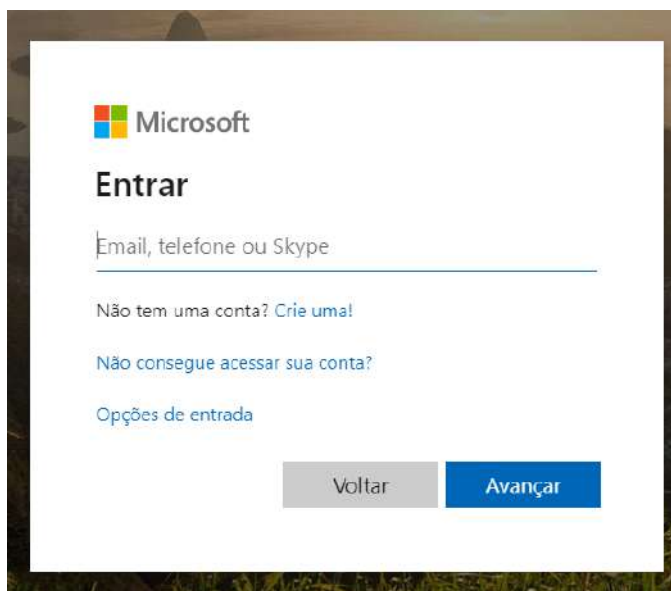 Microsoft
Entrar
Email, telefone ou Skype
Não tem uma conta? Crie uma!
Não consegue acessar sua conta?
Opções de entrada
Voltar
Avançar